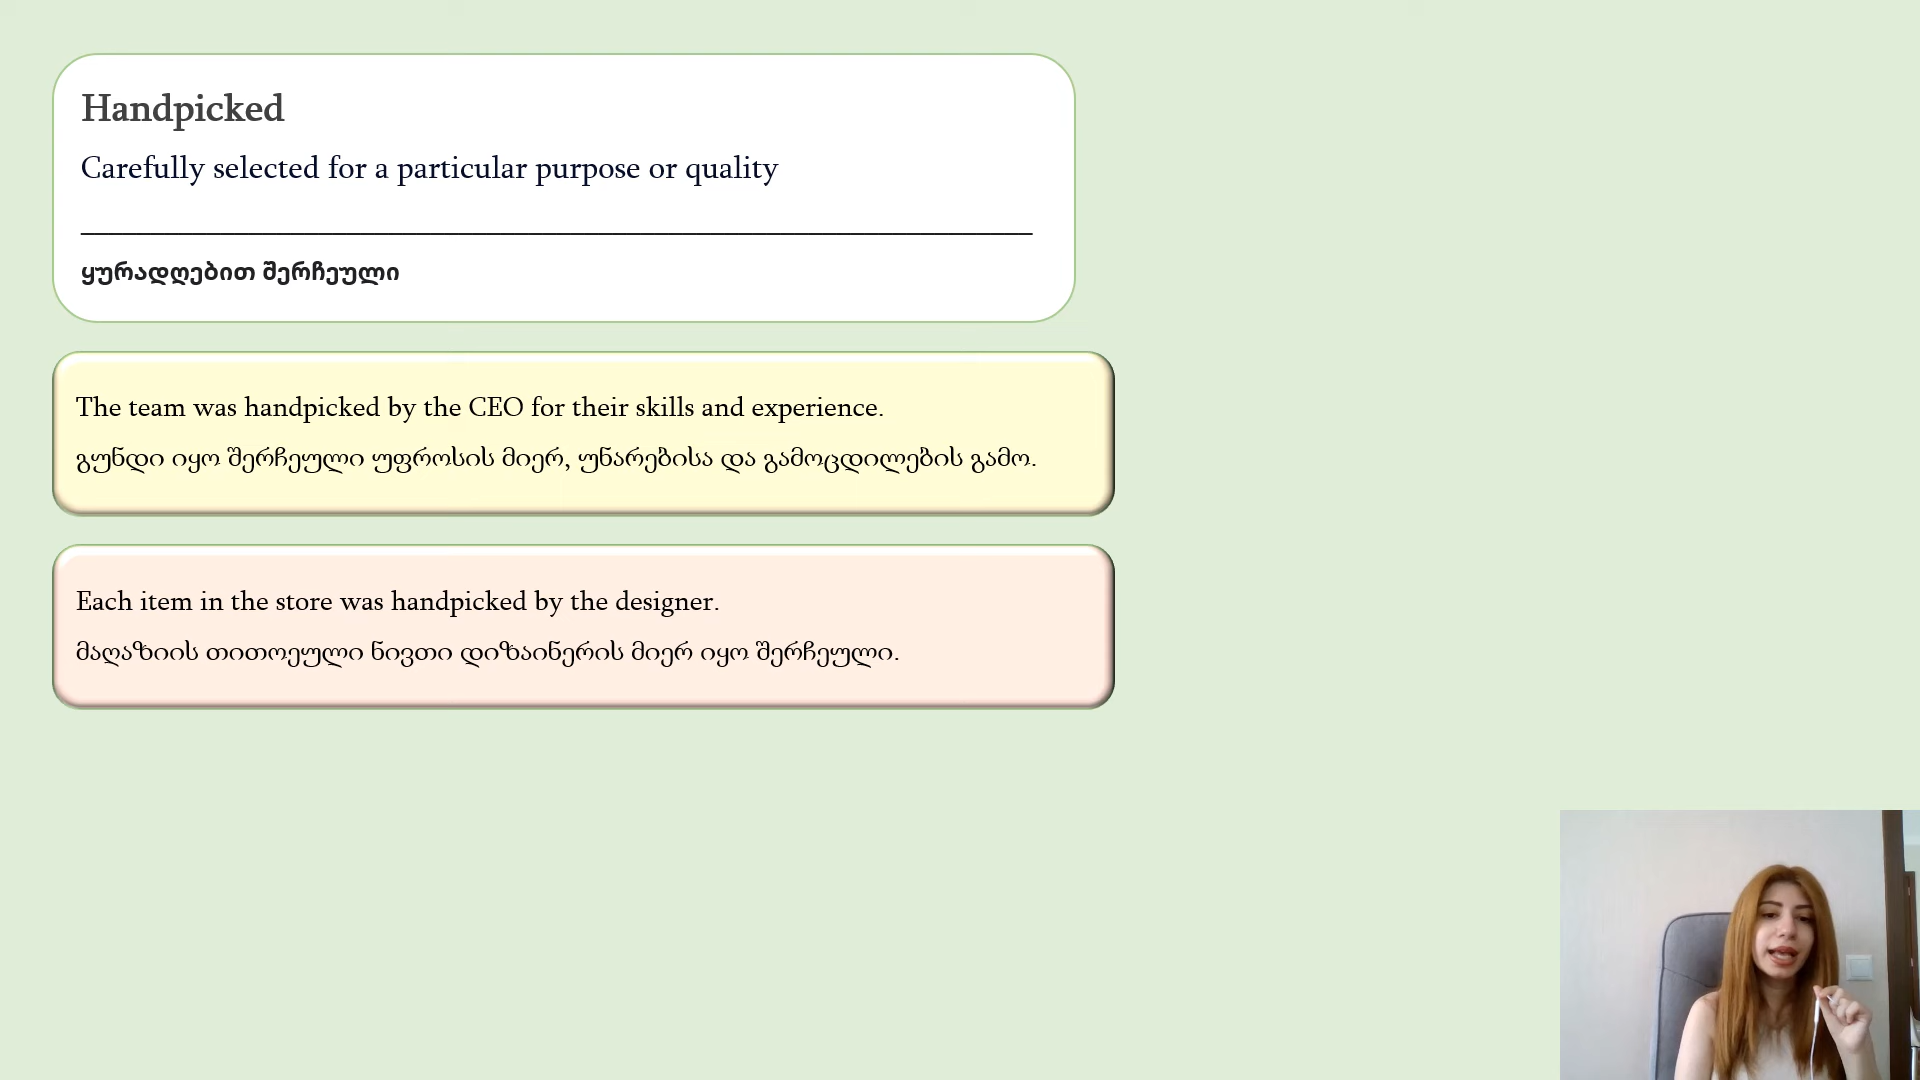 Handpicked
Carefully selected for a particular purpose or quality
ყურადღებით შერჩეული
The team was handpicked by the CEO for their skills and experience.
გუნდი იყო შერჩეული უფროსის მიერ, უნარებისა და გამოცდილების გამო.
Each item in the store was handpicked by the designer.
მაღაზიის თითოეული ნივთი დიზაინერის მიერ იყო შერჩეული.